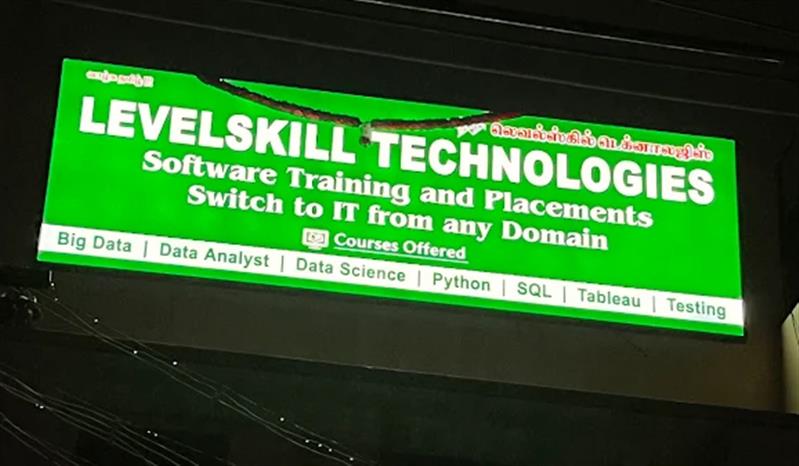 வாழ்க தமிழ் !!!
லெவல்ஸ்கில் டெக்னாலஜிஸ்
LEVELSKILL TECHNOLOGIES
Software Training and Placements
Switch to IT from any Domain
Courses Offered
Big Data | Data Analyst | Data Science | Python | SQL | Tableau | Testing